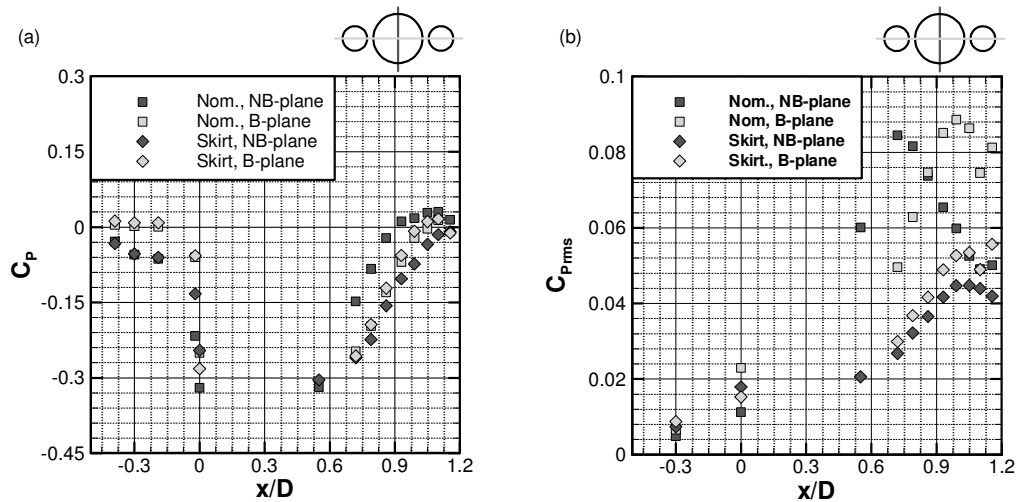 (a)
0.3
0.15
0
-0.15
-0.3
-0.45
C_P
Nom., NB-plane
Nom., B-plane
Skirt, NB-plane
Skirt, B-plane
-0.3 0 0.3 0.6 0.9 1.2
x/D
(b)
0.1
0.08
0.06
0.04
0.02
0
C_Prms
Nom., NB-plane
Nom, B-plane
Skirt, NB-plane
Skirt., B-plane
-0.3 0 0.3 0.6 0.9 1.2
x/D